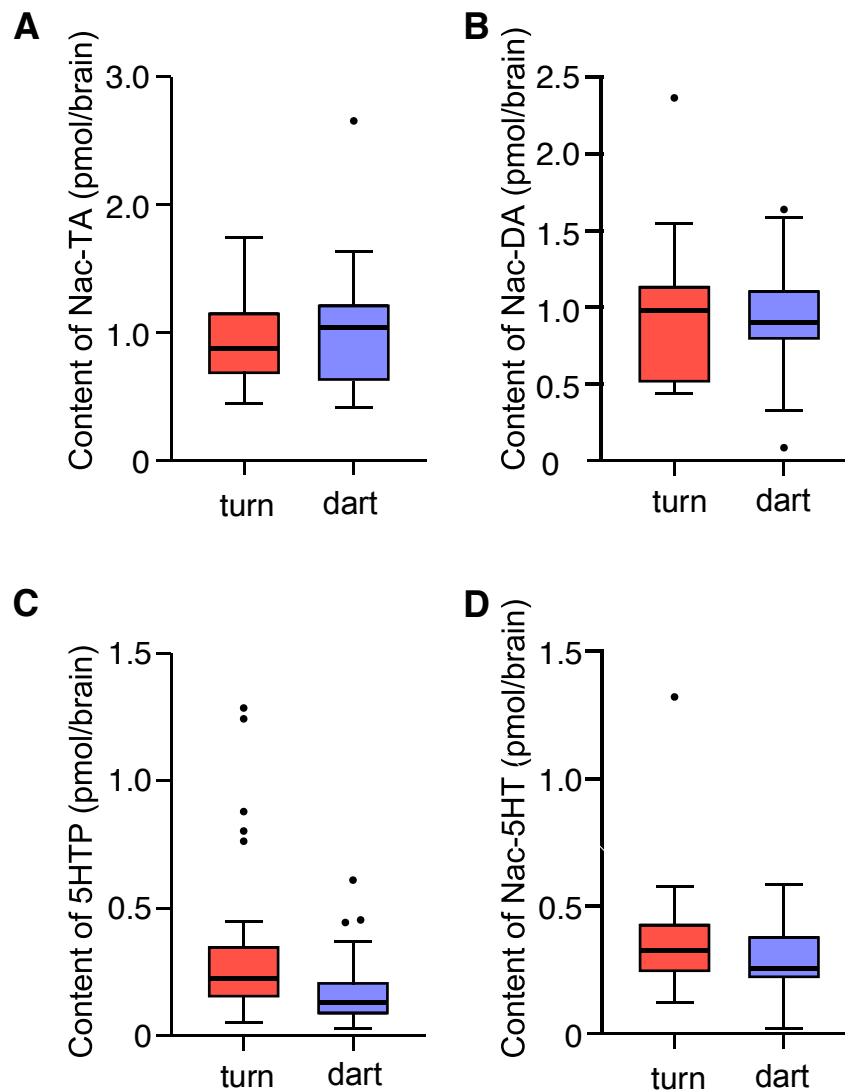 A
Content of Nac-TA (pmol/brain)
3.0
2.0
1.0
0
turn dart
B
Content of Nac-DA (pmol/brain)
2.5
2.0
1.5
1.0
0.5
0
turn dart
C
Content of 5HTP (pmol/brain)
1.5
1.0
0.5
0
turn dart
D
Content of Nac-5HT (pmol/brain)
1.5
1.0
0.5
0
turn dart